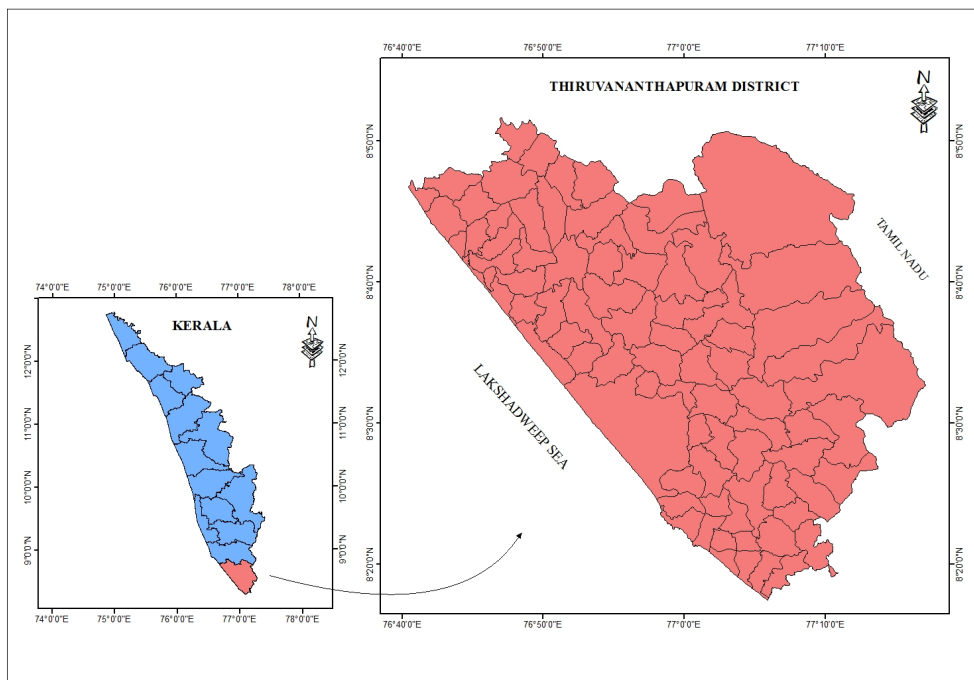 76°40'0"E 76°50'0"E 77°0'0"E 77°10'0"E
THIRUVANANTHAPURAM DISTRICT
N
8°50'0"N 8°50'0"N
TAMIL NADU
8°40'0"N 8°40'0"N
LAKSHADWEEP SEA
8°30'0"N 8°30'0"N
8°20'0"N 8°20'0"N
76°40'0"E 76°50'0"E 77°0'0"E 77°10'0"E
74°0'0"E 75°0'0"E 76°0'0"E 77°0'0"E 78°0'0"E
KERALA
N
12°0'0"N 12°0'0"N
11°0'0"N 11°0'0"N
10°0'0"N 10°0'0"N
9°0'0"N 9°0'0"N
74°0'0"E 75°0'0"E 76°0'0"E 77°0'0"E 78°0'0"E